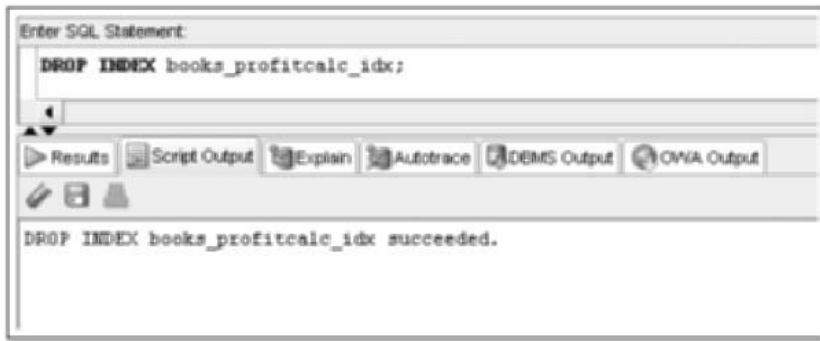 Enter SQL Statement:
DROP INDEX books_profitcalc_idx;
Results Script Output Explain Autotrace DBMS Output OWA Output
DROP INDEX books_profitcalc_idx succeeded.